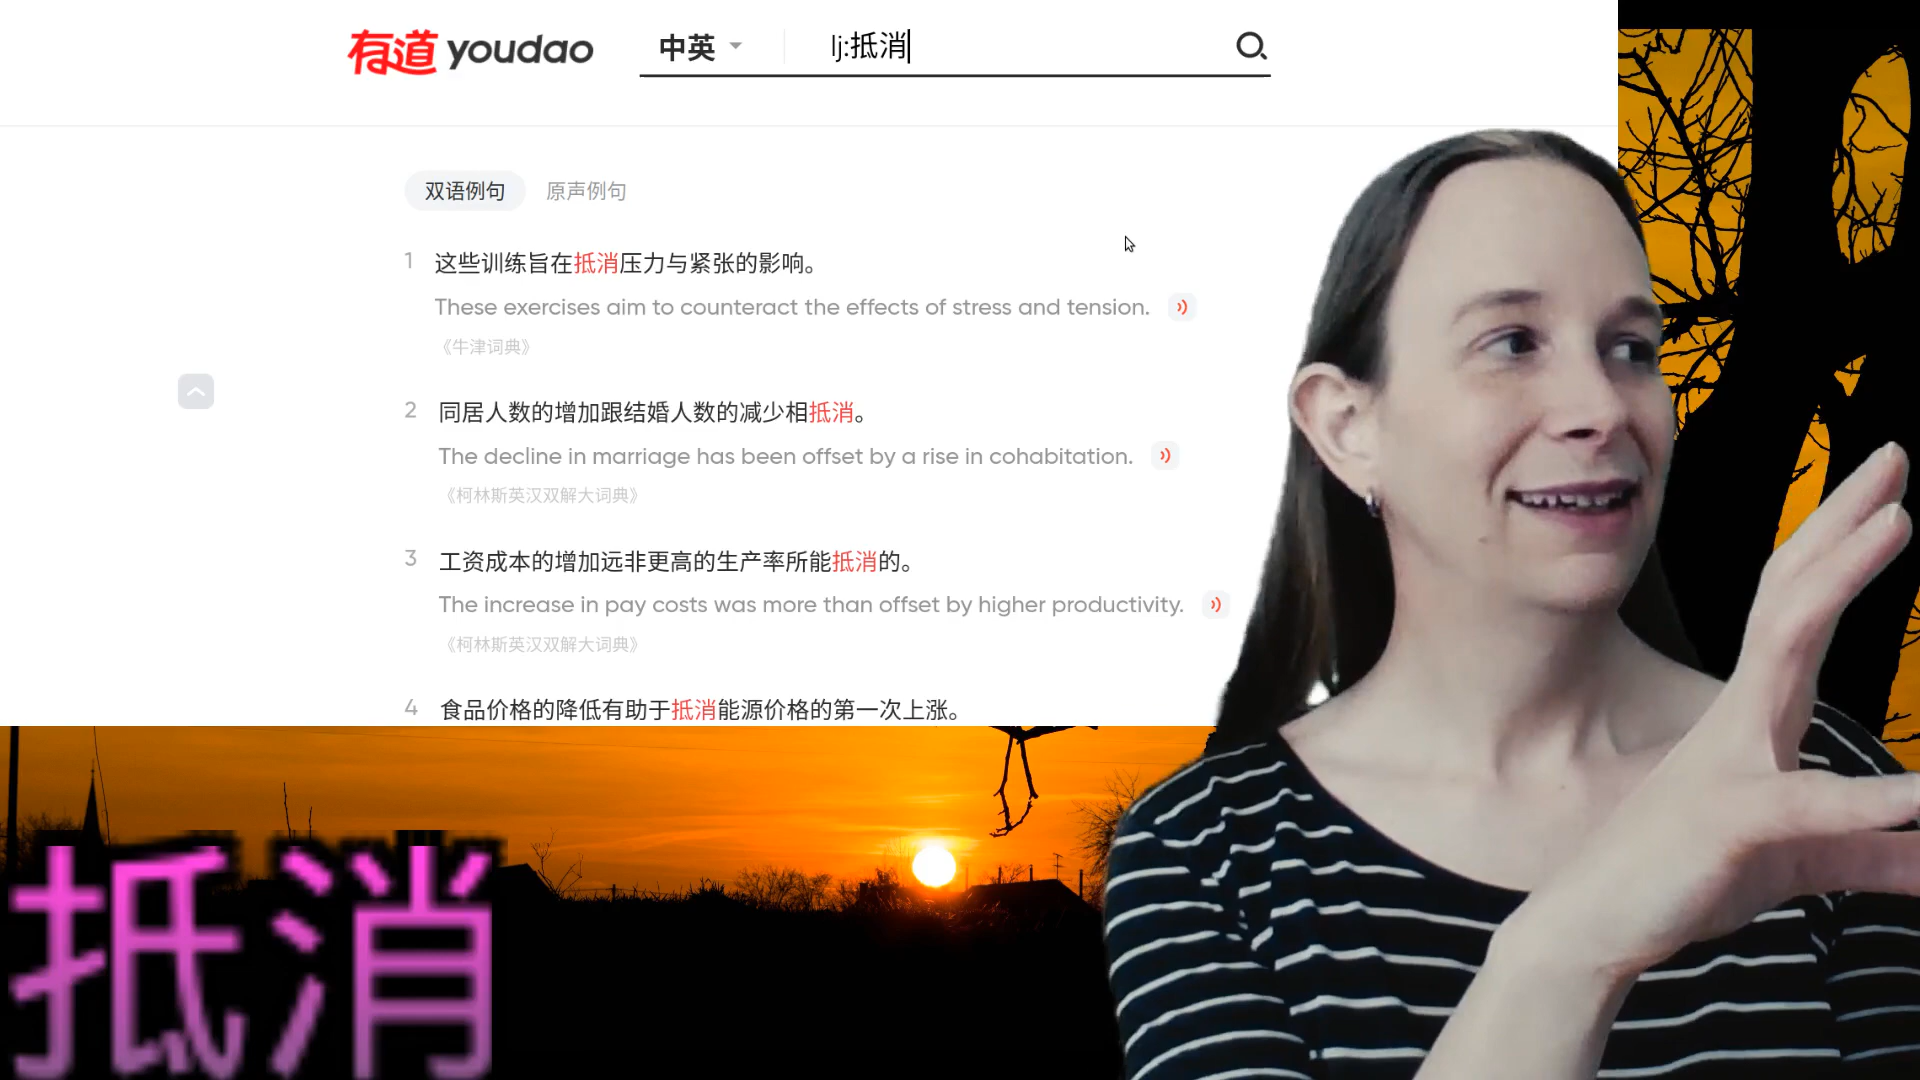 有道 youdao 中英 lj:抵消
双语例句 原声例句
1 这些训练旨在抵消压力与紧张的影响。
These exercises aim to counteract the effects of stress and tension.
《牛津词典》
2 同居人数的增加跟结婚人数的减少相抵消。
The decline in marriage has been offset by a rise in cohabitation.
《柯林斯英汉双解大词典》
3 工资成本的增加远非更高的生产率所能抵消的。
The increase in pay costs was more than offset by higher productivity.
《柯林斯英汉双解大词典》
4 食品价格的降低有助于抵消能源价格的第一次上涨。
抵消